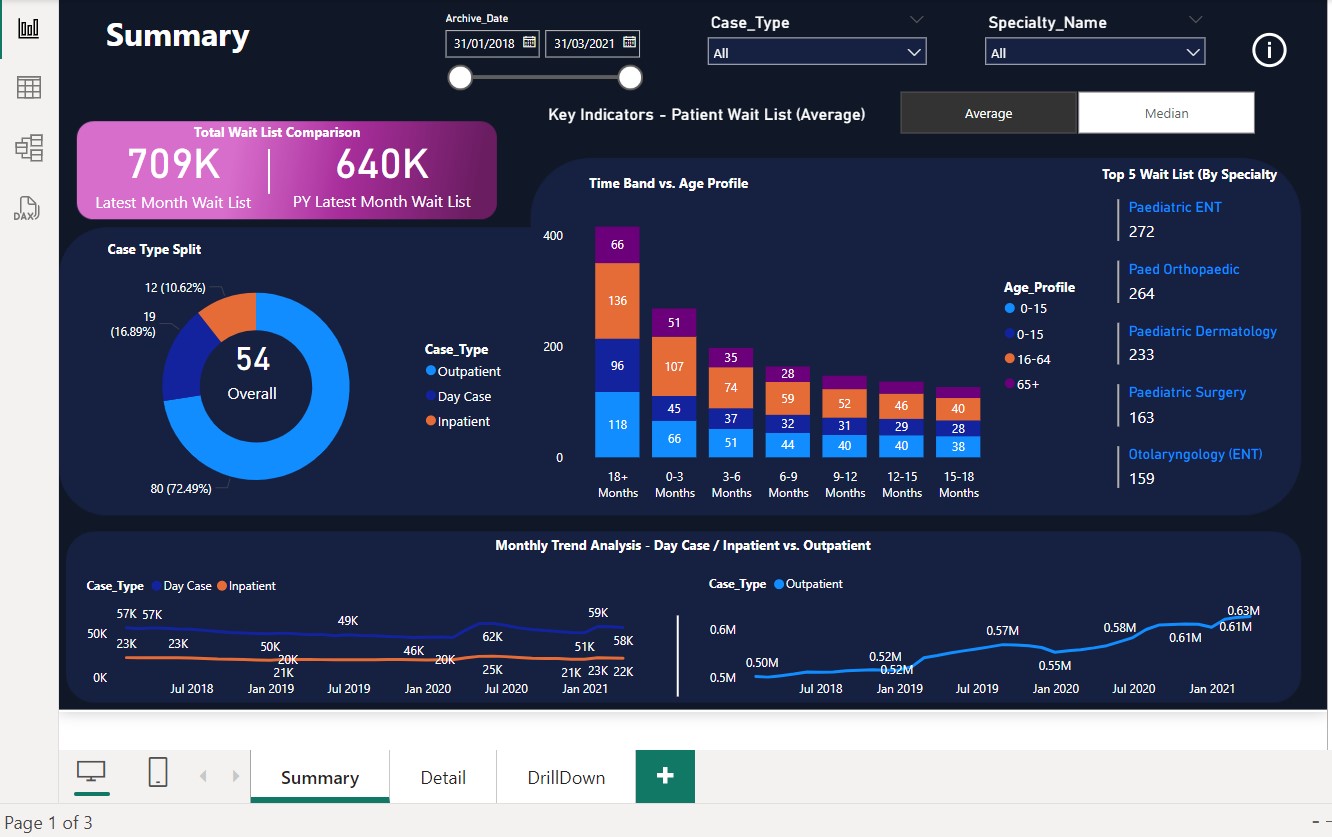 Summary
Archive_Date
31/01/2018
31/03/2021
Case_Type
All
Specialty_Name
All
Key Indicators - Patient Wait List (Average)
Average
Median
Total Wait List Comparison
709K
640K
Latest Month Wait List
PY Latest Month Wait List
DAX
Case Type Split
12 (10.62%)
19
(16.89%)
54
Overall
80 (72.49%)
Case_Type
Outpatient
Day Case
Inpatient
Time Band vs. Age Profile
400
200
0
66
136
96
118
51
107
45
66
35
74
37
51
28
59
32
44
52
31
40
46
29
40
40
28
38
18+
Months
0-3
Months
3-6
Months
6-9
Months
9-12
Months
12-15
Months
15-18
Months
Age_Profile
0-15
0-15
16-64
65+
Top 5 Wait List (By Specialty
Paediatric ENT
272
Paed Orthopaedic
264
Paediatric Dermatology
233
Paediatric Surgery
163
Otolaryngology (ENT)
159
Monthly Trend Analysis - Day Case / Inpatient vs. Outpatient
Case_Type Day Case Inpatient
50K
0K
57K 57K
49K
59K
23K
23K
50K
20K
21K
46K
20K
62K
25K
51K
58K
21K 23K 22K
Jul 2018 Jan 2019 Jul 2019 Jan 2020 Jul 2020 Jan 2021
Case_Type Outpatient
0.6M
0.5M
0.50M
0.52M
0.52M
0.57M
0.55M
0.58M
0.61M
0.63M
0.61M
Jul 2018 Jan 2019 Jul 2019 Jan 2020 Jul 2020 Jan 2021
Summary
Detail
DrillDown
Page 1 of 3